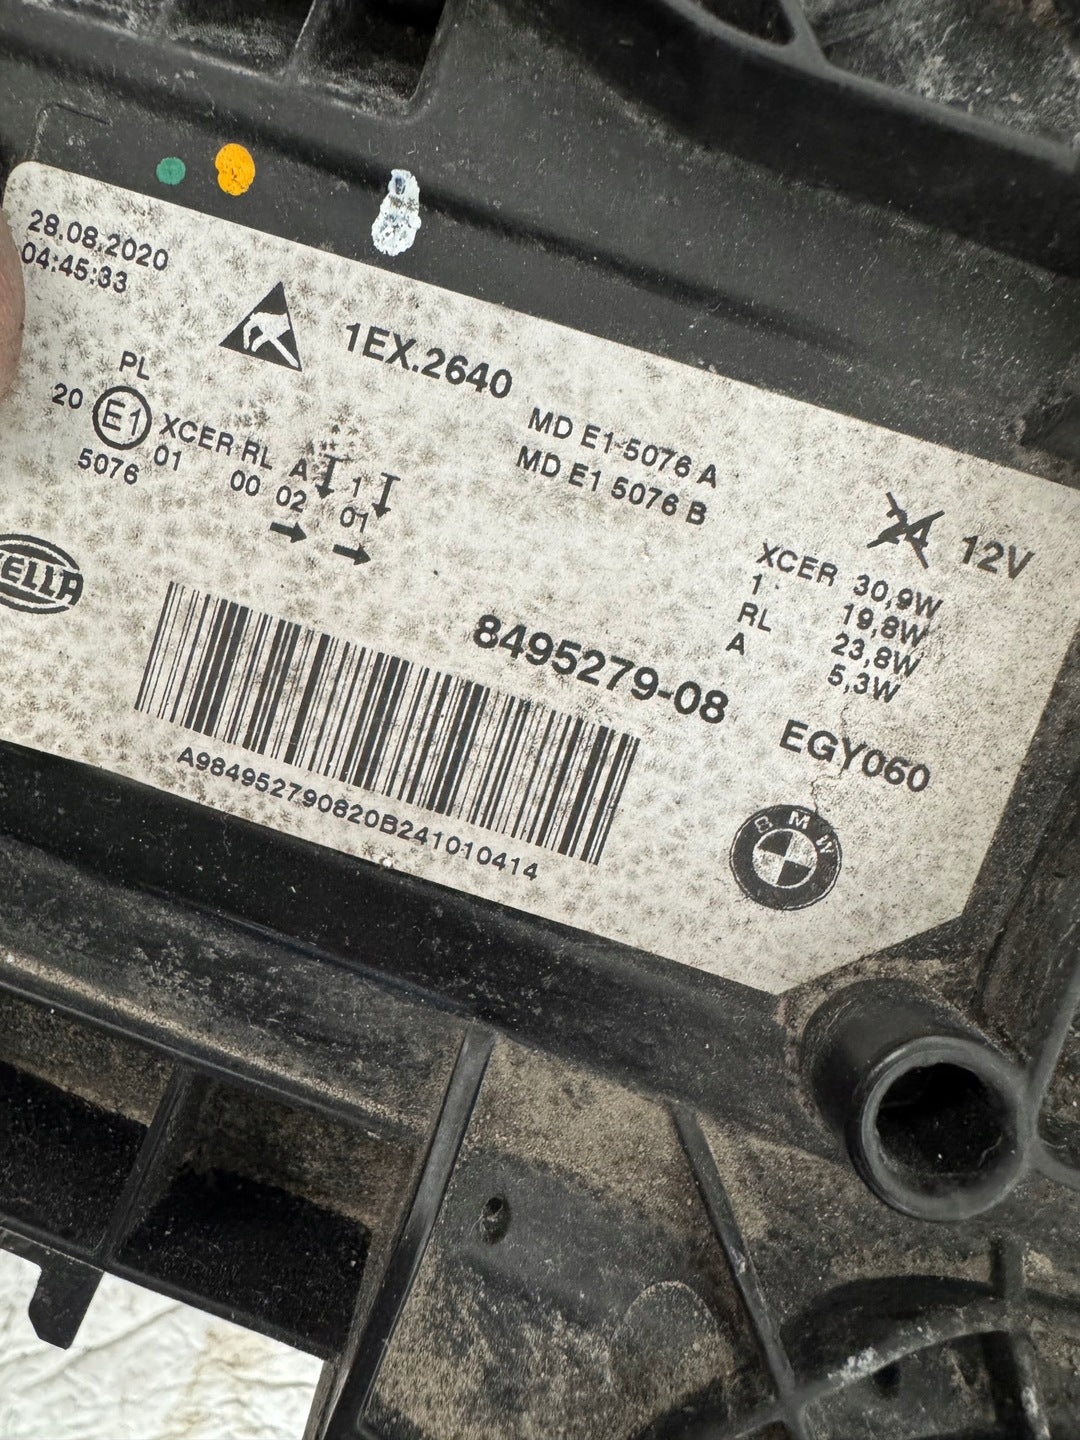 28.08.2020
04:45:33
1EX.2640
PL
20 E1 XCER RL A 1
5076 01 00 02 01
MD E1 5076 A
MD E1 5076 B
24 12V
XCER 30,9W
1 19,8W
RL 23,8W
A 5,3W
HELLA
8495279-08
EGY060
A984952790820B241010414
BMW